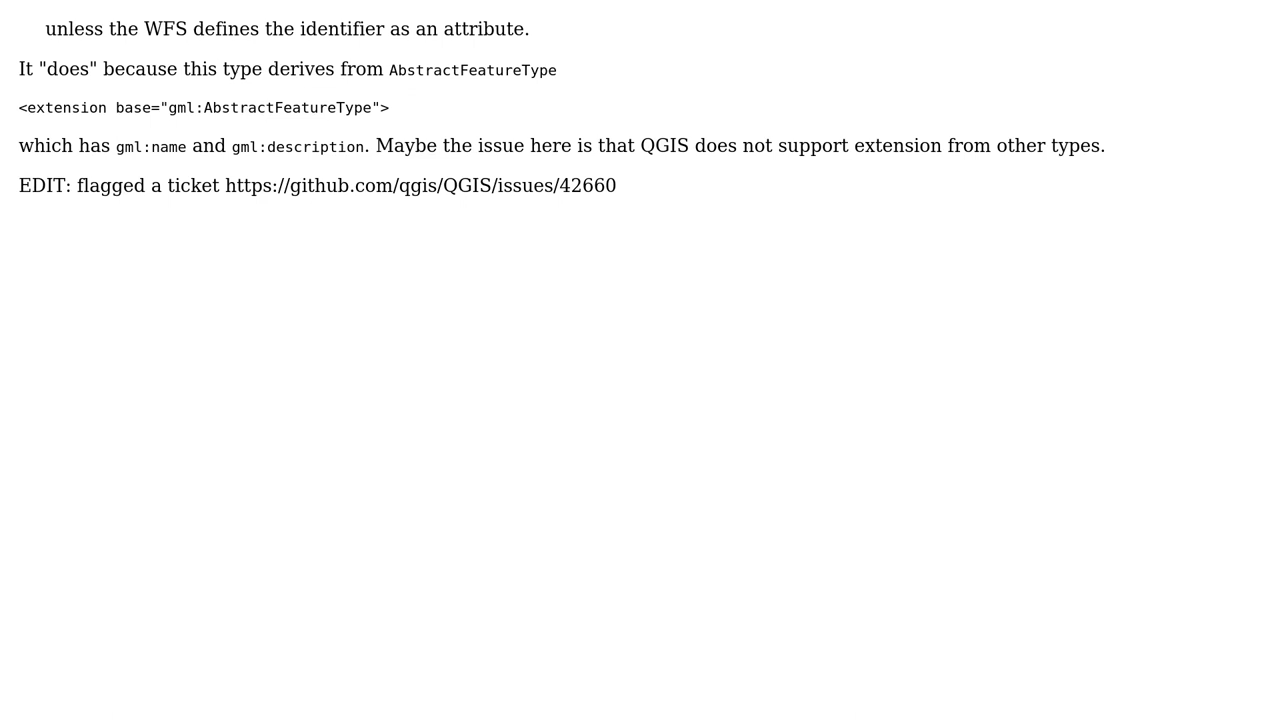 unless the WFS defines the identifier as an attribute.
It "does" because this type derives from AbstractFeatureType
<extension base="gml:AbstractFeatureType">
which has gml:name and gml:description. Maybe the issue here is that QGIS does not support extension from other types.
EDIT: flagged a ticket https://github.com/qgis/QGIS/issues/42660